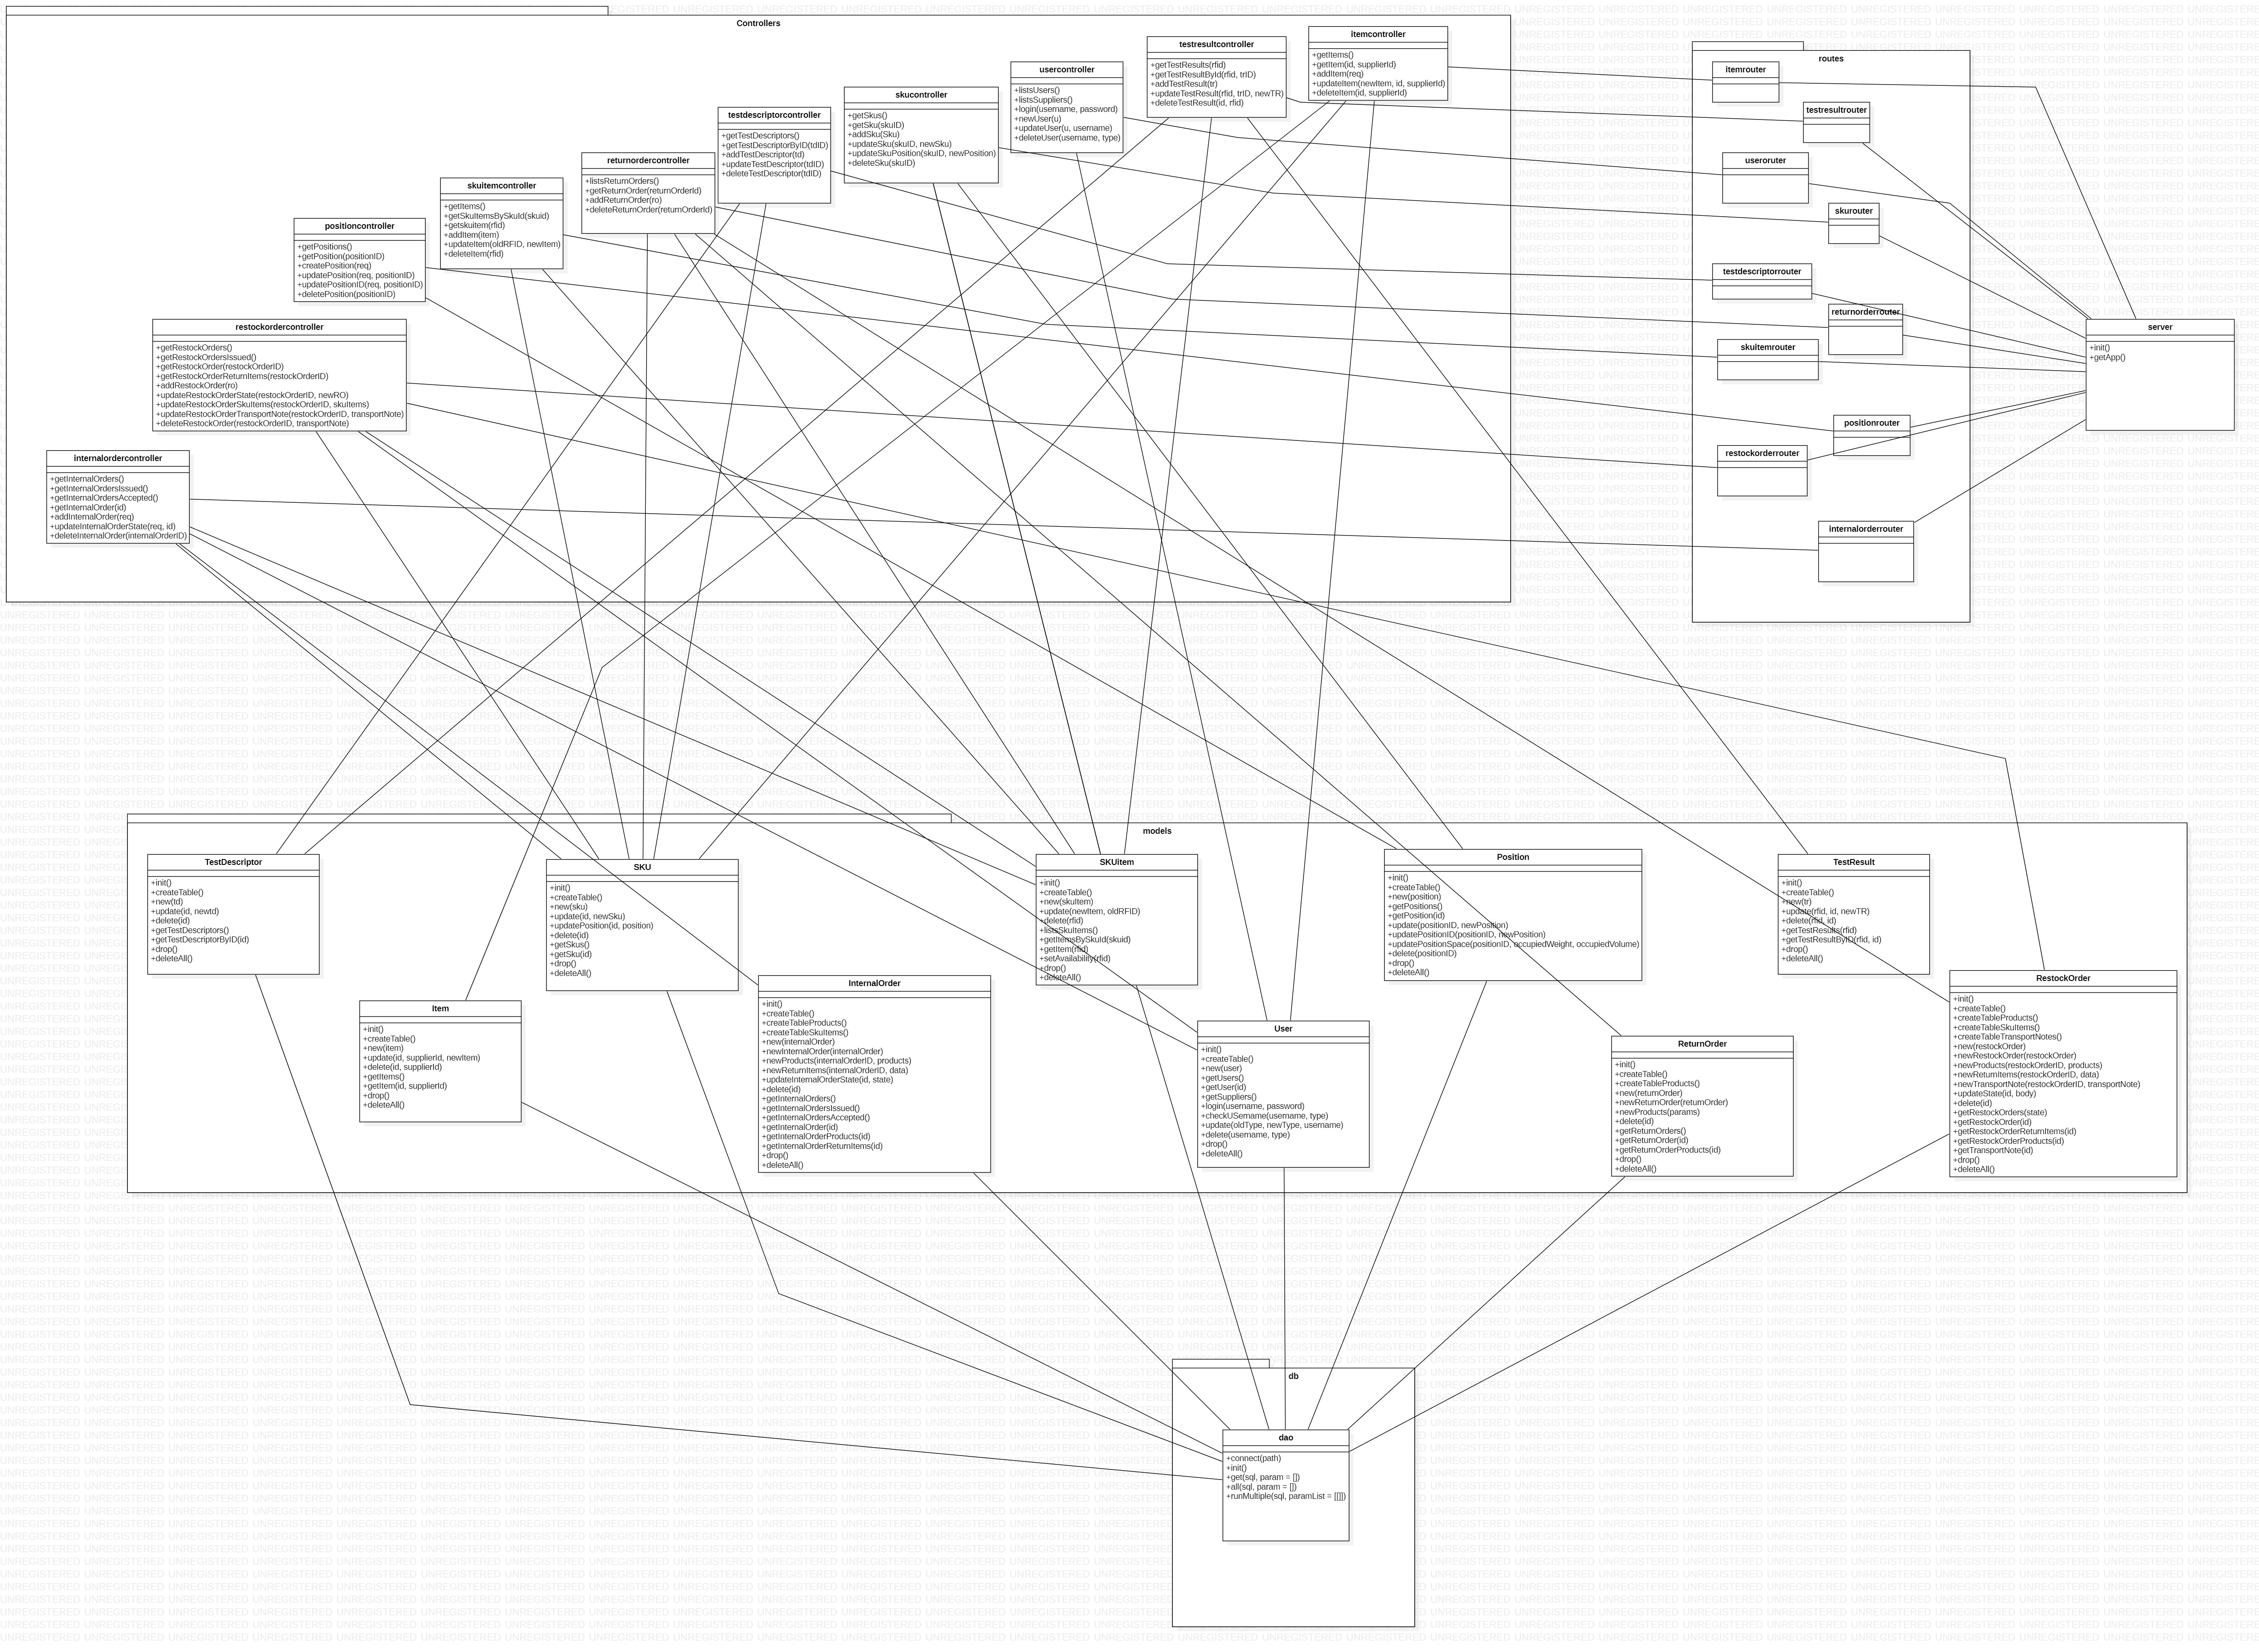 Controllers
itemcontroller
+getItems()
+getItem(id, supplierId)
+addItem(req)
+updateItem(newItem, id, supplierId)
+deleteItem(id, supplierId)
testresultcontroller
+getTestResults(rfid)
+getTestResultById(rfid, trID)
+addTestResult(tr)
+updateTestResult(rfid, trID, newTR)
+deleteTestResult(id, rfid)
usercontroller
+listsUsers()
+listsSuppliers()
+login(username, password)
+newUser(u)
+updateUser(u, username)
+deleteUser(username, type)
skucontroller
+getSkus()
+getSku(skuID)
+addSku(Sku)
+updateSku(skuID, newSku)
+updateSkuPosition(skuID, newPosition)
+deleteSku(skuID)
testdescriptorcontroller
+getTestDescriptors()
+getTestDescriptorByID(tdID)
+addTestDescriptor(td)
+updateTestDescriptor(tdID)
+deleteTestDescriptor(tdID)
returnordercontroller
+listsReturnOrders()
+getReturnOrder(returnOrderId)
+addReturnOrder(ro)
+deleteReturnOrder(returnOrderId)
skuitemcontroller
+getItems()
+getSkuItemsBySkuId(skuid)
+getskuitem(rfid)
+addItem(item)
+updateItem(oldRFID, newItem)
+deleteItem(rfid)
positioncontroller
+getPositions()
+getPosition(positionID)
+createPosition(req)
+updatePosition(req, positionID)
+updatePositionID(req, positionID)
+deletePosition(positionID)
restockordercontroller
+getRestockOrders()
+getRestockOrdersIssued()
+getRestockOrder(restockOrderID)
+getRestockOrderReturnItems(restockOrderID)
+addRestockOrder(ro)
+updateRestockOrderState(restockOrderID, newRO)
+updateRestockOrderSkuItems(restockOrderID, skuItems)
+updateRestockOrderTransportNote(restockOrderID, transportNote)
+deleteRestockOrder(restockOrderID, transportNote)
internalordercontroller
+getInternalOrders()
+getInternalOrdersIssued()
+getInternalOrdersAccepted()
+getInternalOrder(id)
+addInternalOrder(req)
+updateInternalOrderState(req, id)
+deleteInternalOrder(internalOrderID)
routes
itemrouter
testresultrouter
useroruter
skurouter
testdescriptorrouter
returnorderrouter
skuitemrouter
positionrouter
restockorderrouter
internalorderrouter
server
+init()
+getApp()
models
TestDescriptor
+init()
+createTable()
+new(td)
+update(id, newtd)
+delete(id)
+getTestDescriptors()
+getTestDescriptorByID(id)
+drop()
+deleteAll()
Item
+init()
+createTable()
+new(item)
+update(id, supplierId, newItem)
+delete(id, supplierId)
+getItems()
+getItem(id, supplierId)
+drop()
+deleteAll()
SKU
+init()
+createTable()
+new(sku)
+update(id, newSku)
+updatePosition(id, position)
+delete(id)
+getSkus()
+getSku(id)
+drop()
+deleteAll()
InternalOrder
+init()
+createTable()
+createTableProducts()
+createTableSkuItems()
+new(internalOrder)
+newInternalOrder(internalOrder)
+newProducts(internalOrderID, products)
+newReturnItems(internalOrderID, data)
+updateInternalOrderState(id, state)
+delete(id)
+getInternalOrders()
+getInternalOrdersIssued()
+getInternalOrdersAccepted()
+getInternalOrder(id)
+getInternalOrderProducts(id)
+getInternalOrderReturnItems(id)
+drop()
+deleteAll()
SKUitem
+init()
+createTable()
+new(skuItem)
+update(newItem, oldRFID)
+delete(rfid)
+listsSkuItems()
+getItemsBySkuId(skuid)
+getItem(rfid)
+setAvailability(rfid)
+drop()
+deleteAll()
User
+init()
+createTable()
+new(user)
+getUsers()
+getUser(id)
+getSuppliers()
+login(username, password)
+checkUSername(username, type)
+update(oldType, newType, username)
+delete(username, type)
+drop()
+deleteAll()
Position
+init()
+createTable()
+new(position)
+getPositions()
+getPosition(id)
+update(positionID, newPosition)
+updatePositionID(positionID, newPosition)
+updatePositionSpace(positionID, occupiedWeight, occupiedVolume)
+delete(positionID)
+drop()
+deleteAll()
ReturnOrder
+init()
+createTable()
+createTableProducts()
+new(returnOrder)
+newReturnOrder(returnOrder)
+newProducts(params)
+delete(id)
+getReturnOrders()
+getReturnOrder(id)
+getReturnOrderProducts(id)
+drop()
+deleteAll()
TestResult
+init()
+createTable()
+new(tr)
+update(rfid, id, newTR)
+delete(rfid, id)
+getTestResults(rfid)
+getTestResultByID(rfid, id)
+drop()
+deleteAll()
RestockOrder
+init()
+createTable()
+createTableProducts()
+createTableSkuItems()
+createTableTransportNotes()
+new(restockOrder)
+newRestockOrder(restockOrder)
+newProducts(restockOrderID, products)
+newReturnItems(restockOrderID, data)
+newTransportNote(restockOrderID, transportNote)
+updateState(id, body)
+delete(id)
+getRestockOrders(state)
+getRestockOrder(id)
+getRestockOrderReturnItems(id)
+getRestockOrderProducts(id)
+getTransportNote(id)
+drop()
+deleteAll()
db
dao
+connect(path)
+init()
+get(sql, param = [])
+all(sql, param = [])
+runMultiple(sql, paramList = [[]])